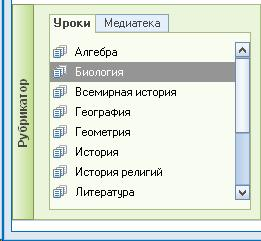 Уроки Медиатека
Рубрикатор
Алгебра
Биология
Всемирная история
География
Геометрия
История
История религий
Литература